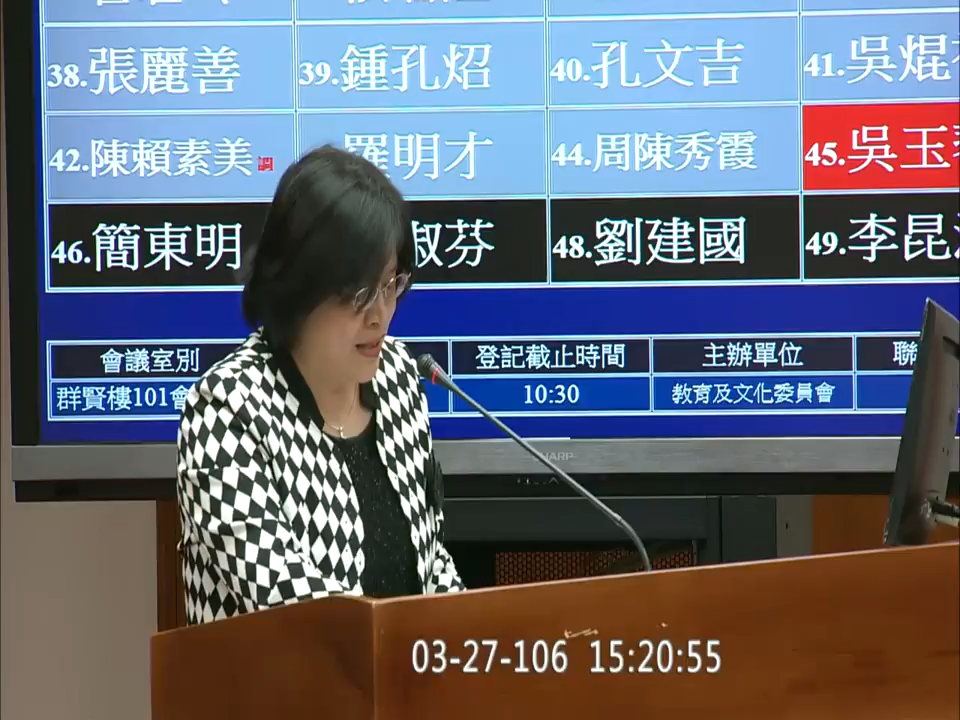 38.張麗善 39.鍾孔炤 40.孔文吉 41.吳焜
42.陳賴素美 調 羅明才 44.周陳秀霞 45.吳玉
46.簡東明 淑芬 48.劉建國 49.李昆
會議室別 登記截止時間 主辦單位 聯
群賢樓101會 10:30 教育及文化委員會
SHARP
03-27-106 15:20:55